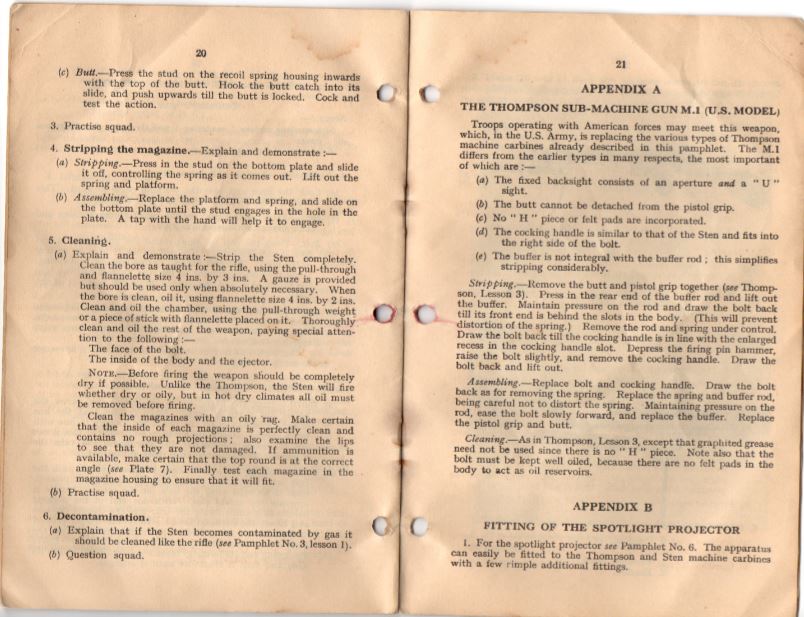 20
(c) Butt.—Press the stud on the recoil spring housing inwards
with the top of the butt. Hook the butt catch into its
slide, and push upwards till the butt is locked. Cock and
test the action.
3. Practise squad.
4. Stripping the magazine.—Explain and demonstrate :—
(a) Stripping.—Press in the stud on the bottom plate and slide
it off, controlling the spring as it comes out. Lift out the
spring and platform.
(b) Assembling.—Replace the platform and spring, and slide on
the bottom plate until the stud engages in the hole in the
plate. A tap with the hand will help it to engage.
5. Cleaning.
(a) Explain and demonstrate :—Strip the Sten completely.
Clean the bore as taught for the rifle, using the pull-through
and flannelette size 4 ins. by 3 ins. A gauze is provided
but should be used only when absolutely necessary. When
the bore is clean, oil it, using flannelette size 4 ins. by 2 ins.
Clean and oil the chamber, using the pull-through weight
or a piece of stick with flannelette placed on it. Thoroughly
clean and oil the rest of the weapon, paying special atten-
tion to the following :—
The face of the bolt.
The inside of the body and the ejector.
NOTE.—Before firing the weapon should be completely
dry if possible. Unlike the Thompson, the Sten will fire
whether dry or oily, but in hot dry climates all oil must
be removed before firing.
Clean the magazines with an oily rag. Make certain
that the inside of each magazine is perfectly clean and
contains no rough projections ; also examine the lips
to see that they are not damaged. If ammunition is
available, make certain that the top round is at the correct
angle (see Plate 7). Finally test each magazine in the
magazine housing to ensure that it will fit.
(b) Practise squad.
6. Decontamination.
(a) Explain that if the Sten becomes contaminated by gas it
should be cleaned like the rifle (see Pamphlet No. 3, lesson 1).
(b) Question squad.
21
APPENDIX A
THE THOMPSON SUB-MACHINE GUN M.1 (U.S. MODEL)
Troops operating with American forces may meet this weapon,
which, in the U.S. Army, is replacing the various types of Thompson
machine carbines already described in this pamphlet. The M.1
differs from the earlier types in many respects, the most important
of which are :—
(a) The fixed backsight consists of an aperture and a " U "
sight.
(b) The butt cannot be detached from the pistol grip.
(c) No " H " piece or felt pads are incorporated.
(d) The cocking handle is similar to that of the Sten and fits into
the right side of the bolt.
(e) The buffer is not integral with the buffer rod ; this simplifies
stripping considerably.
Stripping.—Remove the butt and pistol grip together (see Thomp-
son, Lesson 3). Press in the rear end of the buffer rod and lift out
the buffer. Maintain pressure on the rod and draw the bolt back
till its front end is behind the slots in the body. (This will prevent
distortion of the spring.) Remove the rod and spring under control.
Draw the bolt back till the cocking handle is in line with the enlarged
recess in the cocking handle slot. Depress the firing pin hammer,
raise the bolt slightly, and remove the cocking handle. Draw the
bolt back and lift out.
Assembling.—Replace bolt and cocking handle. Draw the bolt
back as for removing the spring. Replace the spring and buffer rod,
being careful not to distort the spring. Maintaining pressure on the
rod, ease the bolt slowly forward, and replace the buffer. Replace
the pistol grip and butt.
Cleaning.—As in Thompson, Lesson 3, except that graphited grease
need not be used since there is no " H " piece. Note also that the
bolt must be kept well oiled, because there are no felt pads in the
body to act as oil reservoirs.
APPENDIX B
FITTING OF THE SPOTLIGHT PROJECTOR
1. For the spotlight projector see Pamphlet No. 6. The apparatus
can easily be fitted to the Thompson and Sten machine carbines
with a few rimple additional fittings.